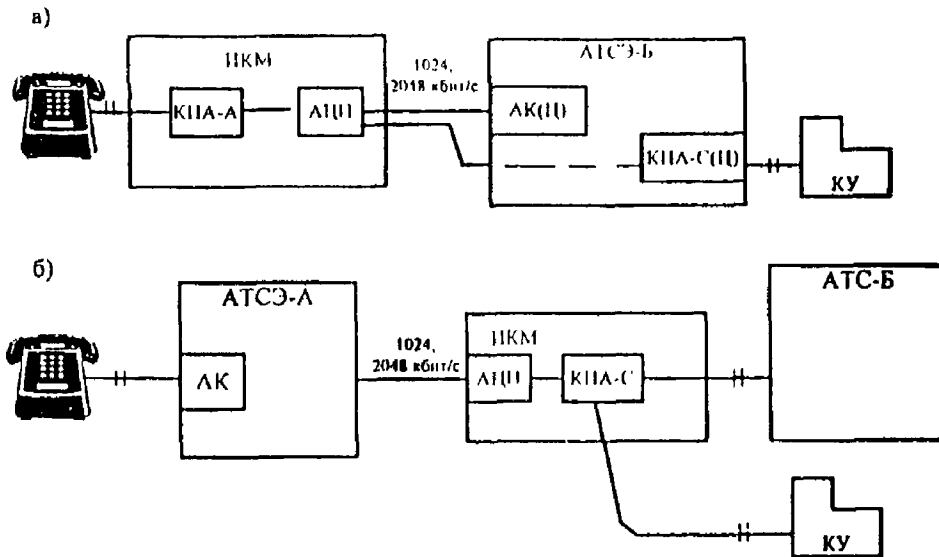 а)
ИКМ
КПА-А
АЦП
1024,
2048 кбит/с
АТСЭ-Б
АК(Ц)
КПА-С(Ц)
КУ
б)
АТСЭ-А
АК
1024,
2048 кбит/с
ИКМ
АЦП
КПА-С
АТС-Б
КУ